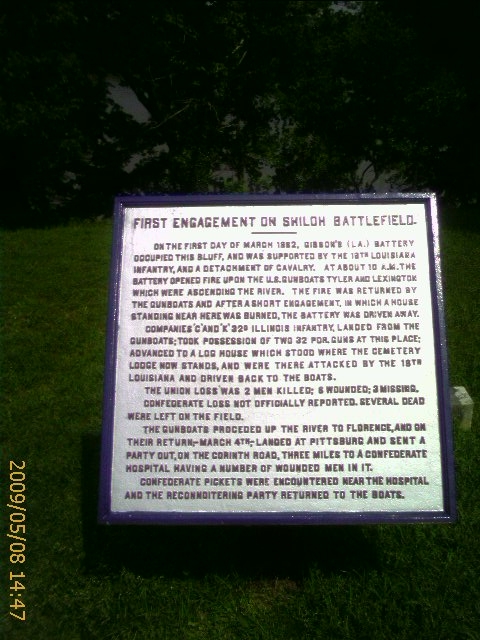 FIRST ENGAGEMENT ON SHILOH BATTLEFIELD.
ON THE FIRST DAY OF MARCH 1862, GIBSON'S (LA.) BATTERY
OCCUPIED THIS BLUFF, AND WAS SUPPORTED BY THE 18TH LOUISIANA
INFANTRY, AND A DETACHMENT OF CAVALRY. AT ABOUT 10 A.M. THE
BATTERY OPENED FIRE UPON THE U.S. GUNBOATS TYLER AND LEXINGTON
WHICH WERE ASCENDING THE RIVER. THE FIRE WAS RETURNED BY
THE GUNBOATS AND AFTER A SHORT ENGAGEMENT, IN WHICH A HOUSE
STANDING NEAR HERE WAS BURNED, THE BATTERY WAS DRIVEN AWAY.
COMPANIES "C" AND "K" 32D ILLINOIS INFANTRY, LANDED FROM THE
GUNBOATS; TOOK POSSESSION OF TWO 32 PDR. GUNS AT THIS PLACE;
ADVANCED TO A LOG HOUSE WHICH STOOD WHERE THE CEMETERY
LODGE NOW STANDS, AND WERE THERE ATTACKED BY THE 18TH
LOUISIANA AND DRIVEN BACK TO THE BOATS.
THE UNION LOSS WAS 2 MEN KILLED; 6 WOUNDED; 3 MISSING.
CONFEDERATE LOSS NOT OFFICIALLY REPORTED. SEVERAL DEAD
WERE LEFT ON THE FIELD.
THE GUNBOATS PROCEDED UP THE RIVER TO FLORENCE, AND ON
THEIR RETURN,-MARCH 4TH,-LANDED AT PITTSBURG AND SENT A
PARTY OUT, ON THE CORINTH ROAD, THREE MILES TO A CONFEDERATE
HOSPITAL HAVING A NUMBER OF WOUNDED MEN IN IT.
CONFEDERATE PICKETS WERE ENCOUNTERED NEAR THE HOSPITAL
AND THE RECONNOITERING PARTY RETURNED TO THE BOATS.
2009/05/08 14:47